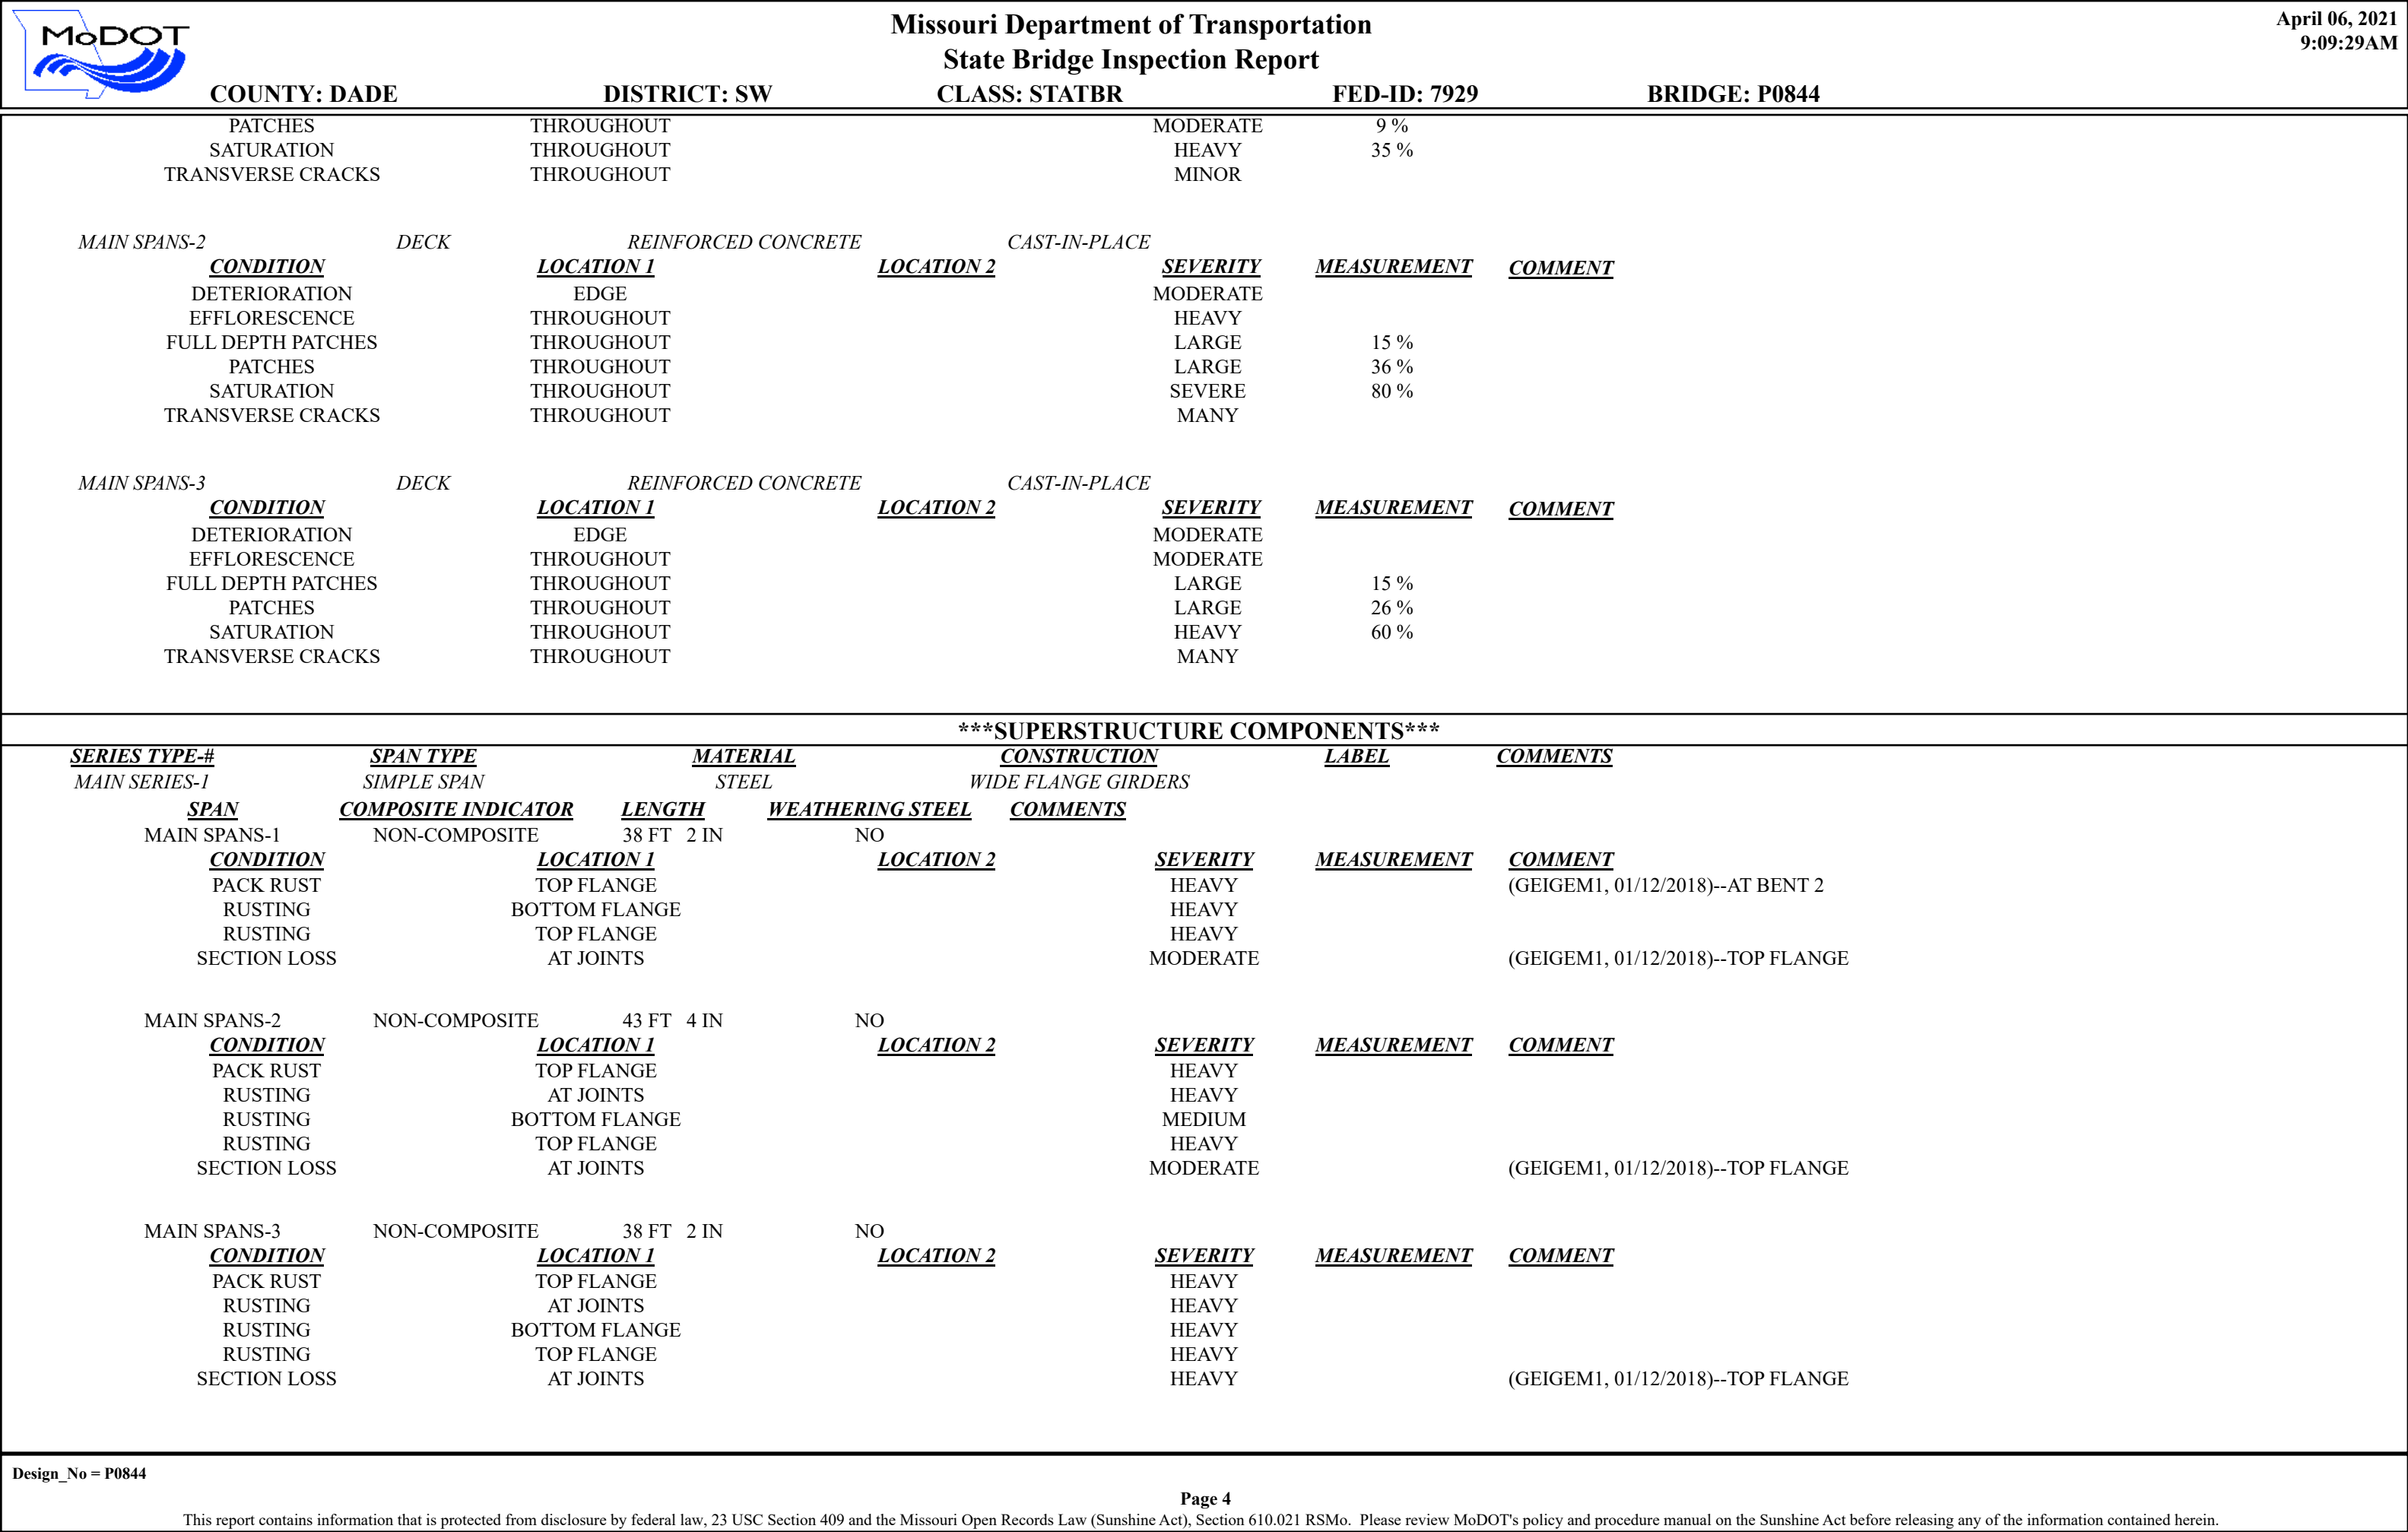 MoDOT
Missouri Department of Transportation
State Bridge Inspection Report
April 06, 2021
9:09:29AM
COUNTY: DADE DISTRICT: SW CLASS: STATBR FED-ID: 7929 BRIDGE: P0844
PATCHES THROUGHOUT MODERATE 9 %
SATURATION THROUGHOUT HEAVY 35 %
TRANSVERSE CRACKS THROUGHOUT MINOR
MAIN SPANS-2 DECK REINFORCED CONCRETE CAST-IN-PLACE
CONDITION LOCATION 1 LOCATION 2 SEVERITY MEASUREMENT COMMENT
DETERIORATION EDGE MODERATE
EFFLORESCENCE THROUGHOUT HEAVY
FULL DEPTH PATCHES THROUGHOUT LARGE 15 %
PATCHES THROUGHOUT LARGE 36 %
SATURATION THROUGHOUT SEVERE 80 %
TRANSVERSE CRACKS THROUGHOUT MANY
MAIN SPANS-3 DECK REINFORCED CONCRETE CAST-IN-PLACE
CONDITION LOCATION 1 LOCATION 2 SEVERITY MEASUREMENT COMMENT
DETERIORATION EDGE MODERATE
EFFLORESCENCE THROUGHOUT MODERATE
FULL DEPTH PATCHES THROUGHOUT LARGE 15 %
PATCHES THROUGHOUT LARGE 26 %
SATURATION THROUGHOUT HEAVY 60 %
TRANSVERSE CRACKS THROUGHOUT MANY
***SUPERSTRUCTURE COMPONENTS***
SERIES TYPE-# SPAN TYPE MATERIAL CONSTRUCTION LABEL COMMENTS
MAIN SERIES-1 SIMPLE SPAN STEEL WIDE FLANGE GIRDERS
SPAN COMPOSITE INDICATOR LENGTH WEATHERING STEEL COMMENTS
MAIN SPANS-1 NON-COMPOSITE 38 FT 2 IN NO
CONDITION LOCATION 1 LOCATION 2 SEVERITY MEASUREMENT COMMENT
PACK RUST TOP FLANGE HEAVY (GEIGEM1, 01/12/2018)--AT BENT 2
RUSTING BOTTOM FLANGE HEAVY
RUSTING TOP FLANGE HEAVY
SECTION LOSS AT JOINTS MODERATE (GEIGEM1, 01/12/2018)--TOP FLANGE
MAIN SPANS-2 NON-COMPOSITE 43 FT 4 IN NO
CONDITION LOCATION 1 LOCATION 2 SEVERITY MEASUREMENT COMMENT
PACK RUST TOP FLANGE HEAVY
RUSTING AT JOINTS HEAVY
RUSTING BOTTOM FLANGE MEDIUM
RUSTING TOP FLANGE HEAVY
SECTION LOSS AT JOINTS MODERATE (GEIGEM1, 01/12/2018)--TOP FLANGE
MAIN SPANS-3 NON-COMPOSITE 38 FT 2 IN NO
CONDITION LOCATION 1 LOCATION 2 SEVERITY MEASUREMENT COMMENT
PACK RUST TOP FLANGE HEAVY
RUSTING AT JOINTS HEAVY
RUSTING BOTTOM FLANGE HEAVY
RUSTING TOP FLANGE HEAVY
SECTION LOSS AT JOINTS HEAVY (GEIGEM1, 01/12/2018)--TOP FLANGE
Design_No = P0844
Page 4
This report contains information that is protected from disclosure by federal law, 23 USC Section 409 and the Missouri Open Records Law (Sunshine Act), Section 610.021 RSMo. Please review MoDOT's policy and procedure manual on the Sunshine Act before releasing any of the information contained herein.